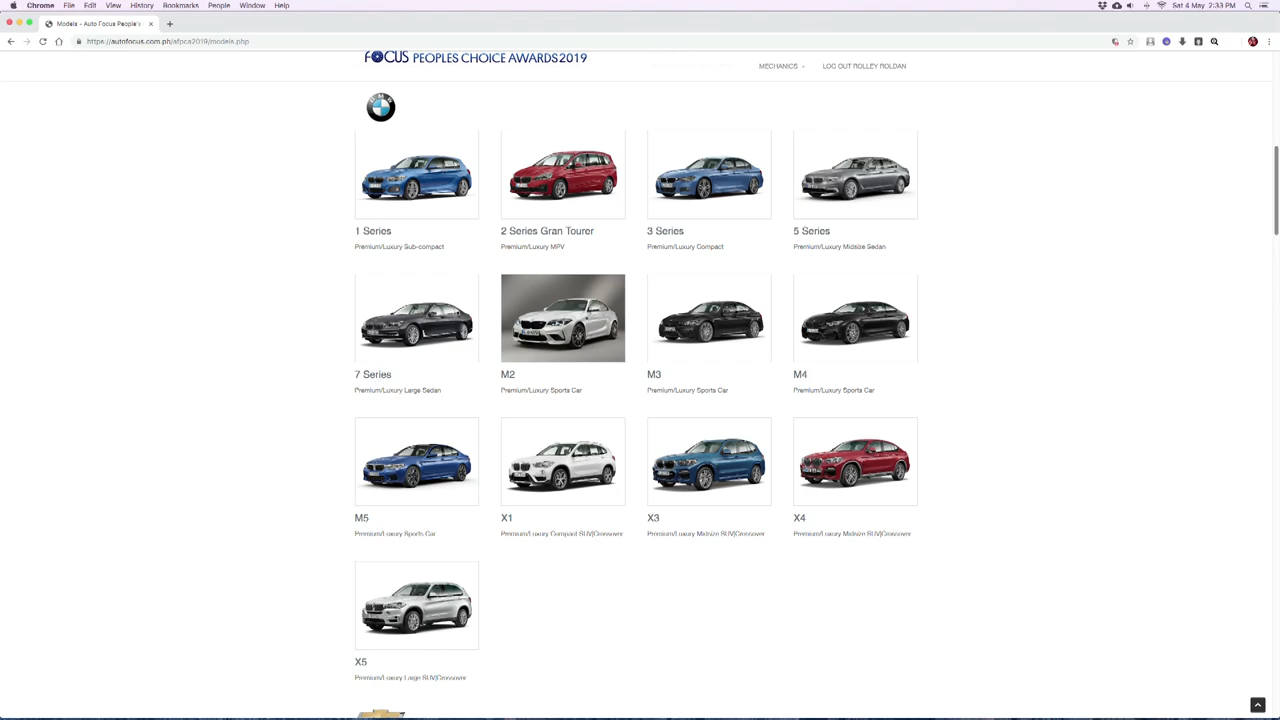 Chrome File Edit View History Bookmarks People Window Help
Sat 4 May 2:33 PM
Models - Auto Focus People's
https://autofocus.com.ph/afpca2019/models.php
FOCUS PEOPLES CHOICE AWARDS 2019
MECHANICS
LOG OUT ROLLEY ROLDAN
BMW
1 Series 2 Series Gran Tourer 3 Series 5 Series
Premium/Luxury Sub-compact Premium/Luxury MPV Premium/Luxury Compact Premium/Luxury Midsize Sedan
7 Series M2 M3 M4
Premium/Luxury Large Sedan Premium/Luxury Sports Car Premium/Luxury Sports Car Premium/Luxury Sports Car
M5 X1 X3 X4
Premium/Luxury Sports Car Premium/Luxury Compact SUV|Crossover Premium/Luxury Midsize SUV|Crossover Premium/Luxury Midsize SUV|Crossover
X5
Premium/Luxury Large SUV|Crossover